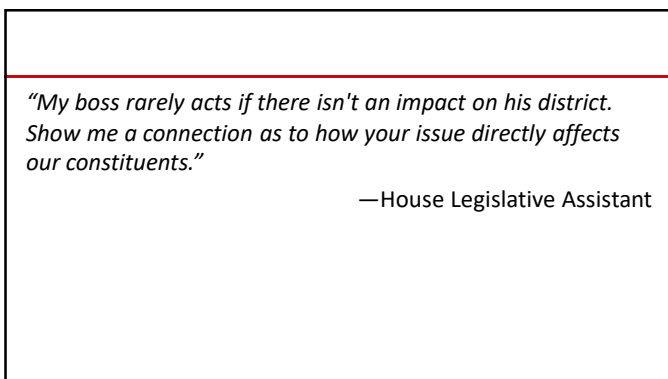 “My boss rarely acts if there isn't an impact on his district.
Show me a connection as to how your issue directly affects
our constituents.”
—House Legislative Assistant